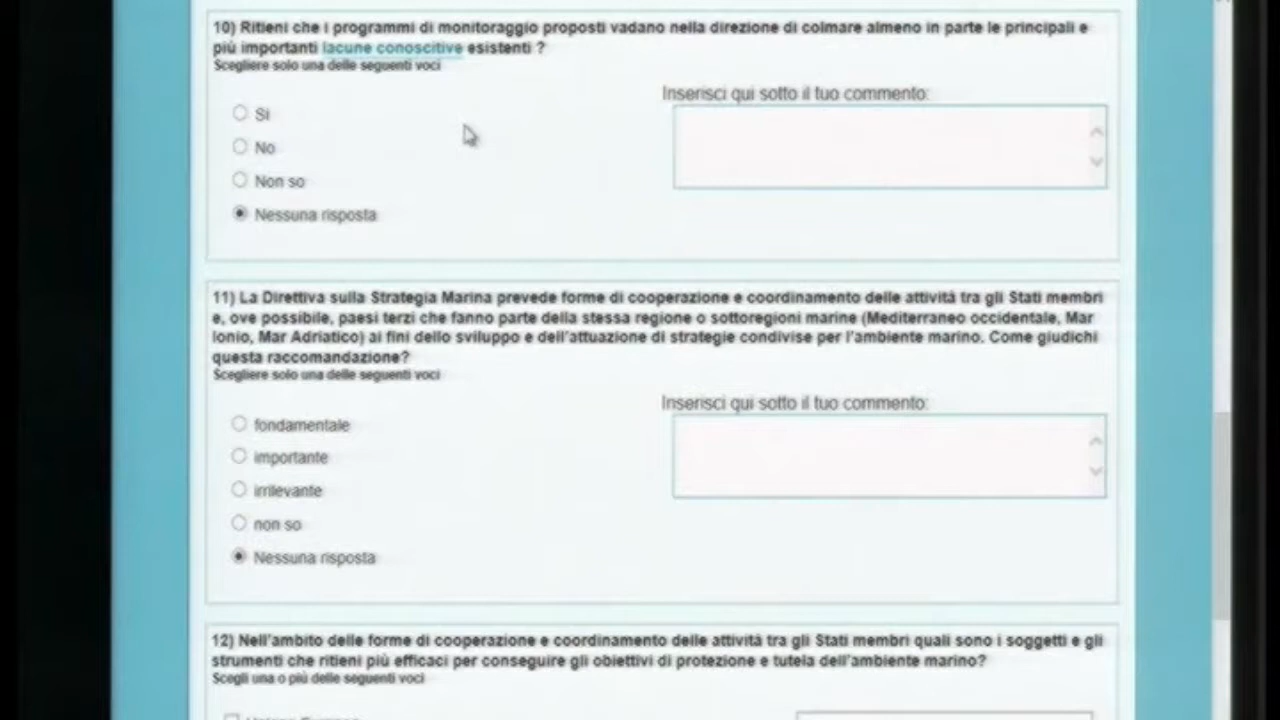 10) Ritieni che i programmi di monitoraggio proposti vadano nella direzione di colmare almeno in parte le principali e
più importanti lacune conoscitive esistenti ?
Scegliere solo una delle seguenti voci
Inserisci qui sotto il tuo commento:
Si
No
Non so
Nessuna risposta
11) La Direttiva sulla Strategia Marina prevede forme di cooperazione e coordinamento delle attività tra gli Stati membri
e, ove possibile, paesi terzi che fanno parte della stessa regione o sottoregioni marine (Mediterraneo occidentale, Mar
Ionio, Mar Adriatico) ai fini dello sviluppo e dell'attuazione di strategie condivise per l'ambiente marino. Come giudichi
questa raccomandazione?
Scegliere solo una delle seguenti voci
Inserisci qui sotto il tuo commento:
fondamentale
importante
irrilevante
non so
Nessuna risposta
12) Nell'ambito delle forme di cooperazione e coordinamento delle attività tra gli Stati membri quali sono i soggetti e gli
strumenti che ritieni più efficaci per conseguire gli obiettivi di protezione e tutela dell'ambiente marino?
Scegli una o più delle seguenti voci